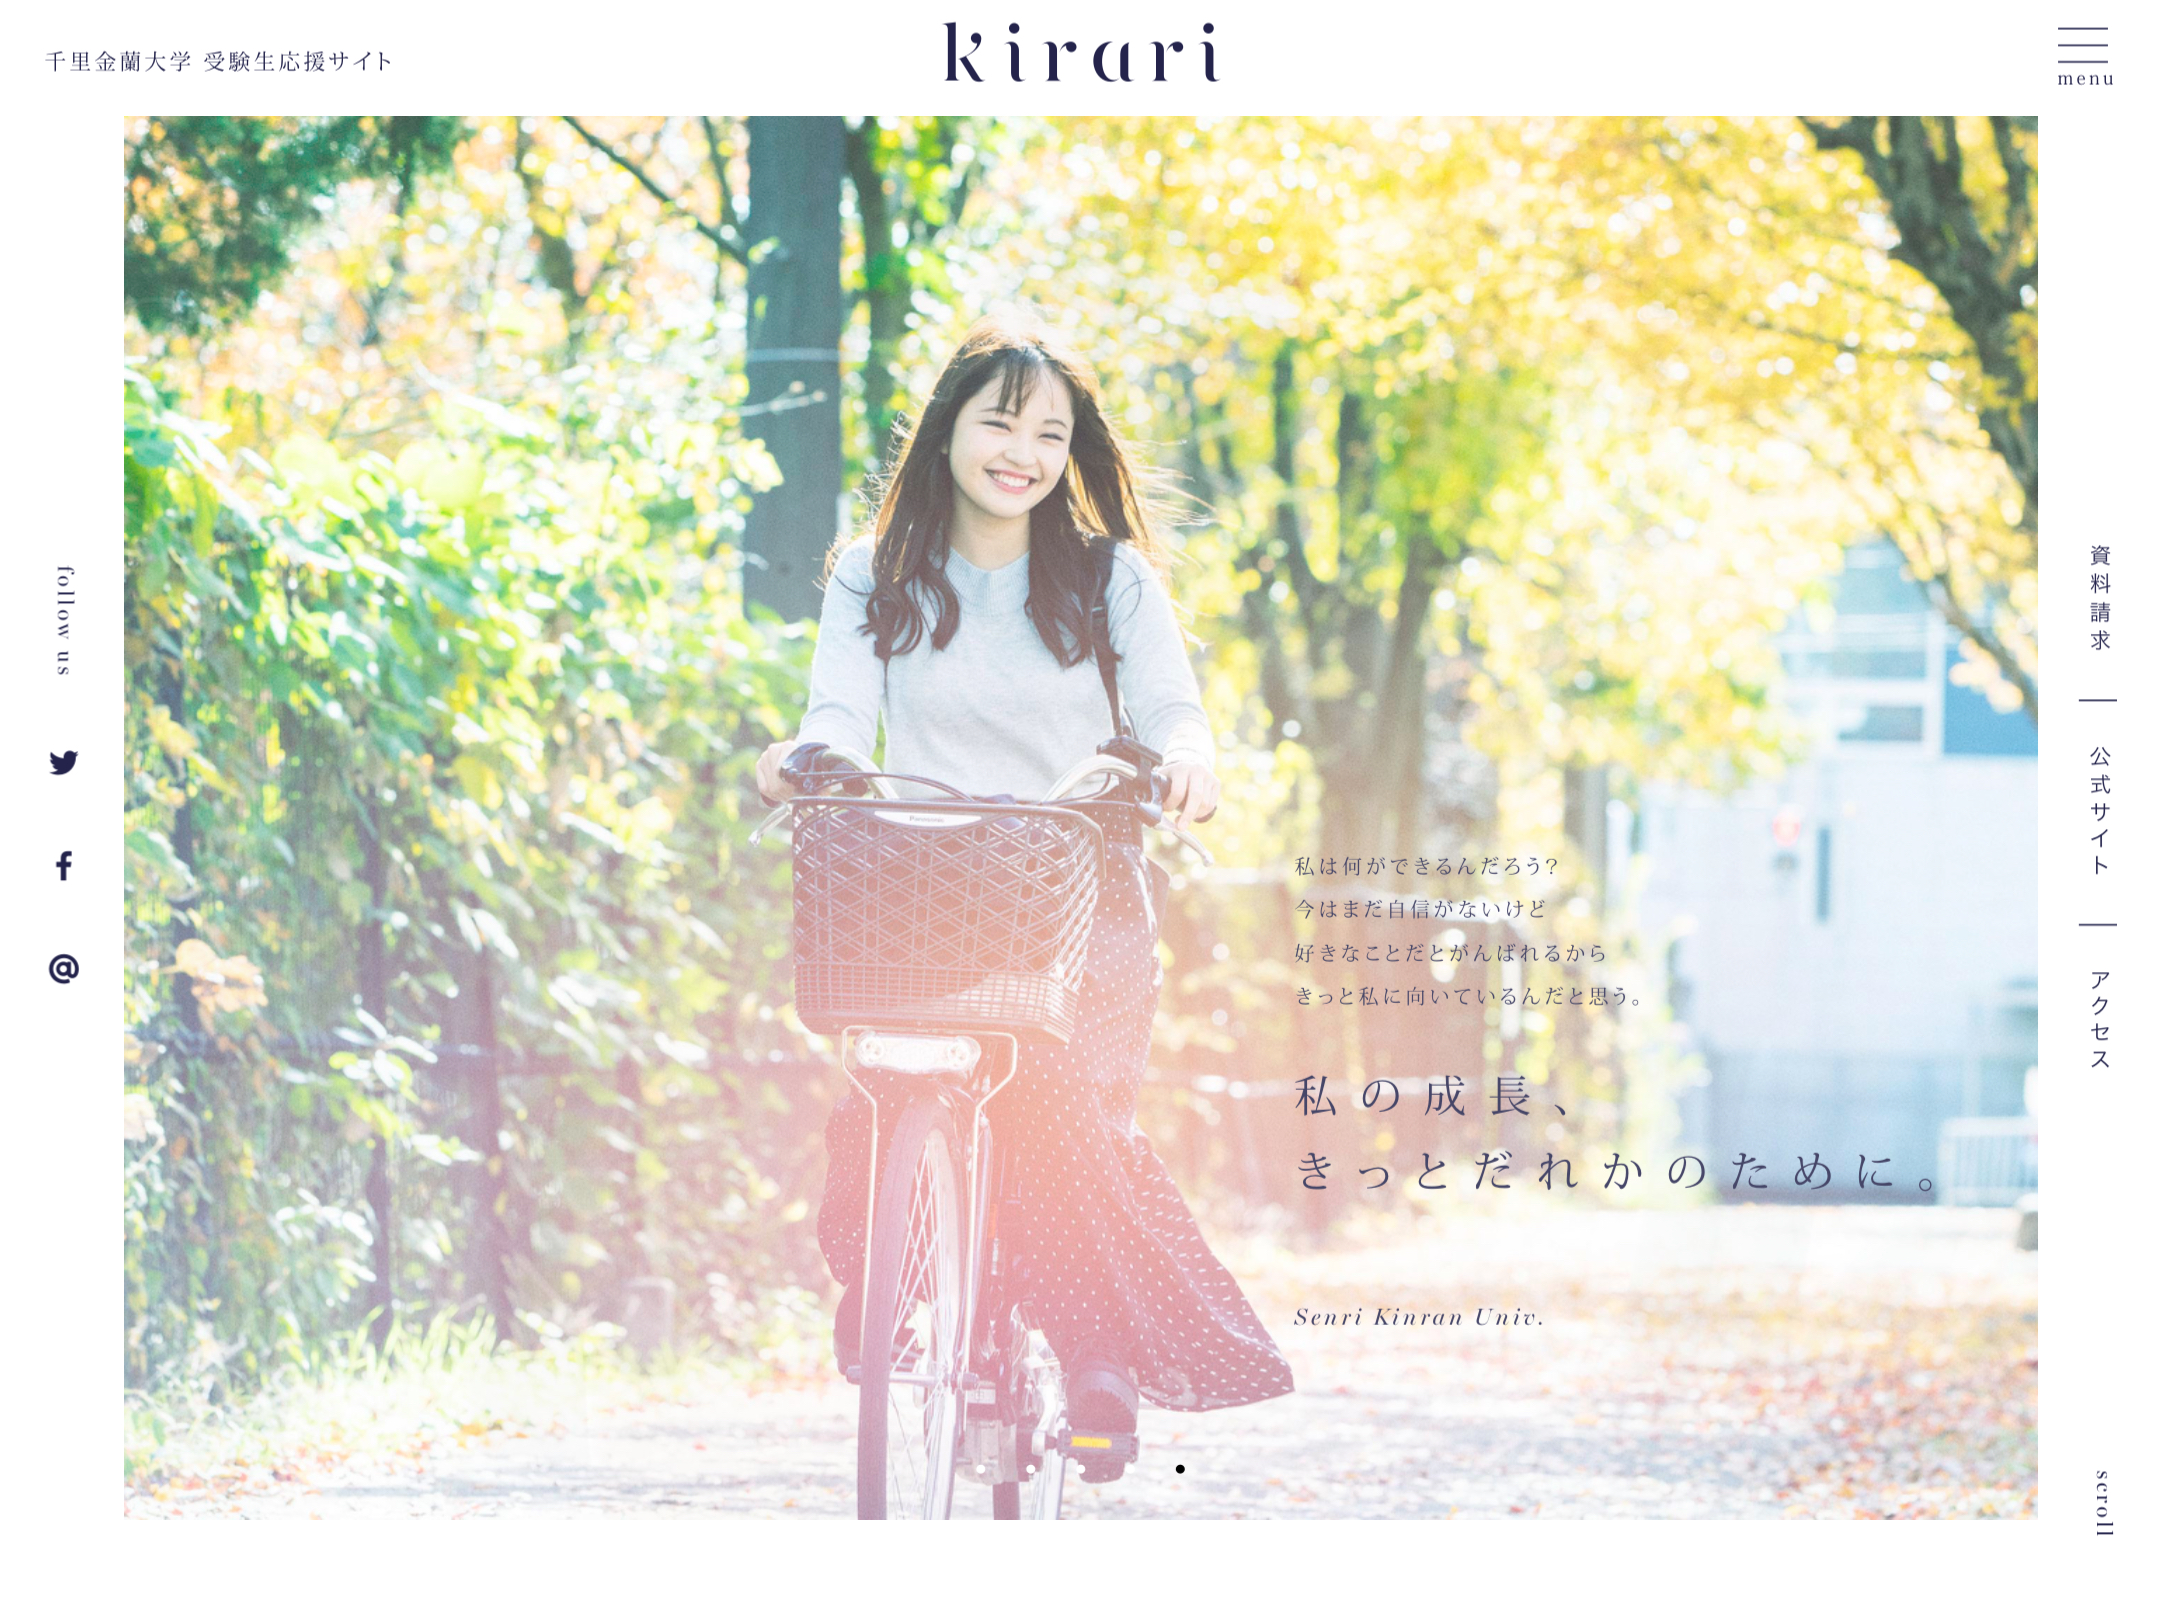 千里金蘭大学 受験生応援サイト
kirari
menu
follow us
資料請求
公式サイト
アクセス
Panasonic
私は何ができるんだろう?
今はまだ自信がないけど
好きなことだとがんばれるから
きっと私に向いているんだと思う。
私の成長、
きっとだれかのために。
Senri Kinran Univ.
scroll